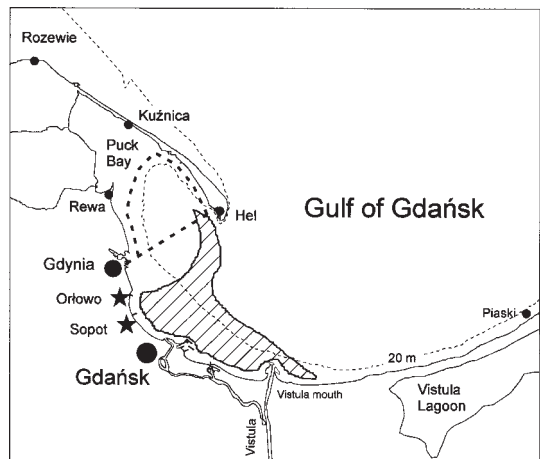 Rozewie
Kuźnica
Puck
Bay
Rewa
Hel
Gulf of Gdańsk
Gdynia
Orłowo
Piaski
Sopot
20 m
Gdańsk
Vistula mouth
Vistula
Lagoon
Vistula